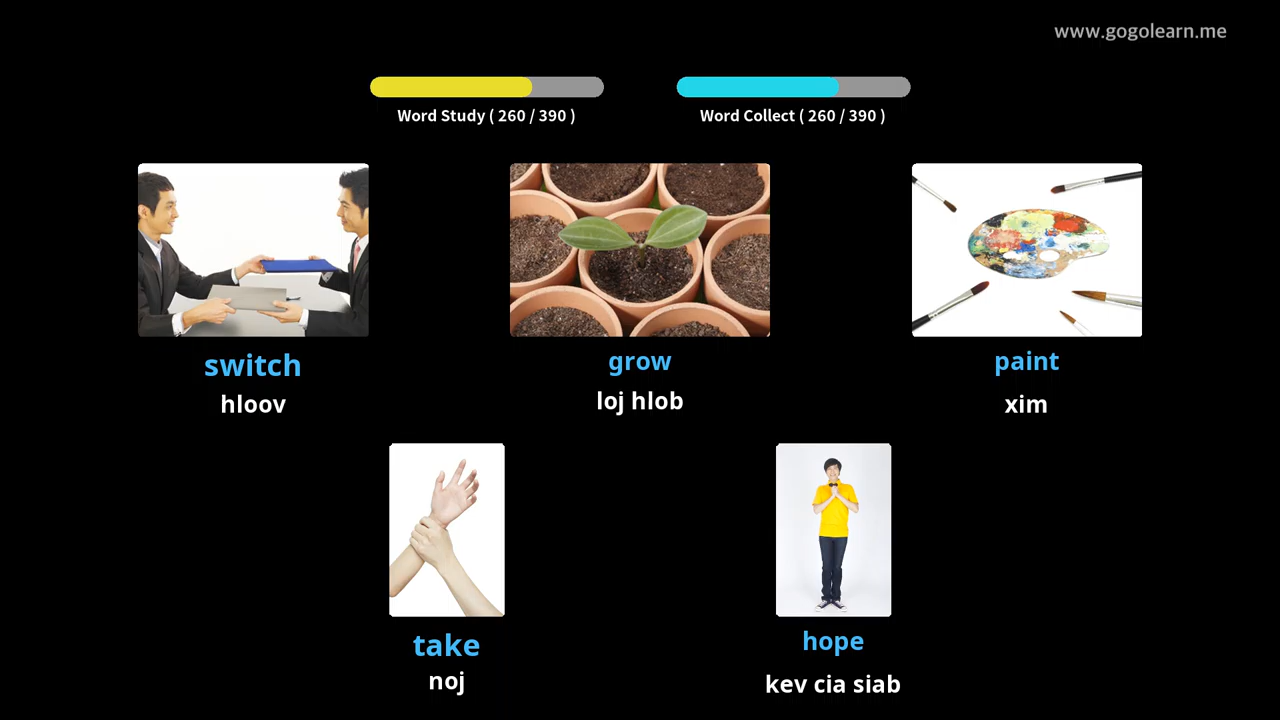 www.gogolearn.me
Word Study ( 260 / 390 )
Word Collect ( 260 / 390 )
switch
hloov
grow
loj hlob
paint
xim
take
noj
hope
kev cia siab